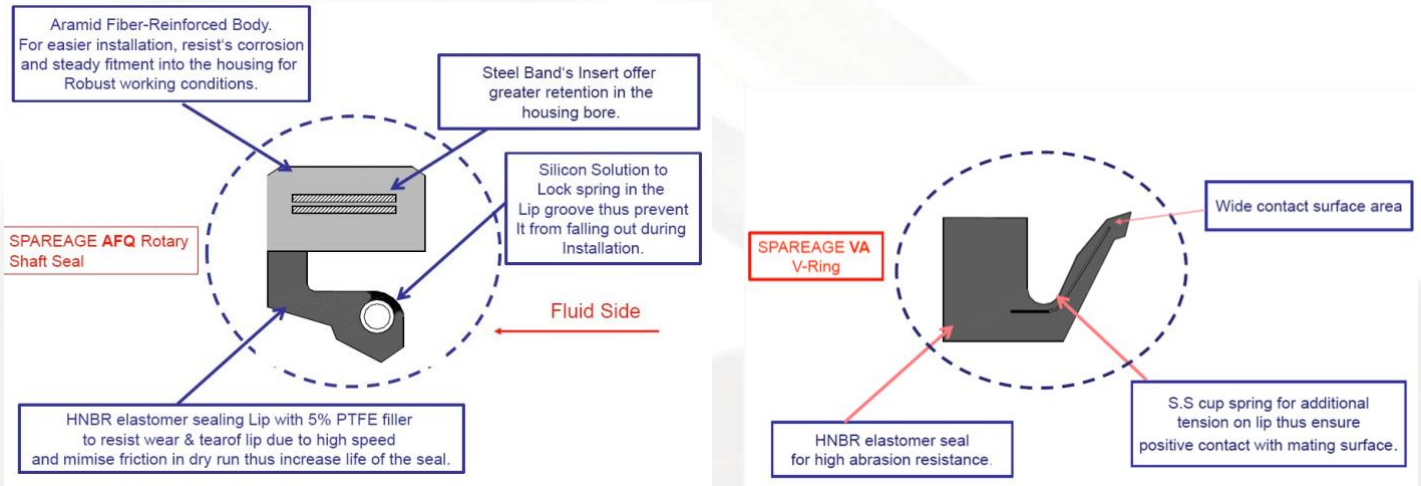 Aramid Fiber-Reinforced Body.
For easier installation, resist's corrosion
and steady fitment into the housing for
Robust working conditions.
Steel Band's Insert offer
greater retention in the
housing bore.
Silicon Solution to
Lock spring in the
Lip groove thus prevent
It from falling out during
Installation.
SPAREAGE AFQ Rotary
Shaft Seal
Fluid Side
HNBR elastomer sealing Lip with 5% PTFE filler
to resist wear & tearof lip due to high speed
and mimise friction in dry run thus increase life of the seal.
Wide contact surface area
SPAREAGE VA
V-Ring
HNBR elastomer seal
for high abrasion resistance.
S.S cup spring for additional
tension on lip thus ensure
positive contact with mating surface.